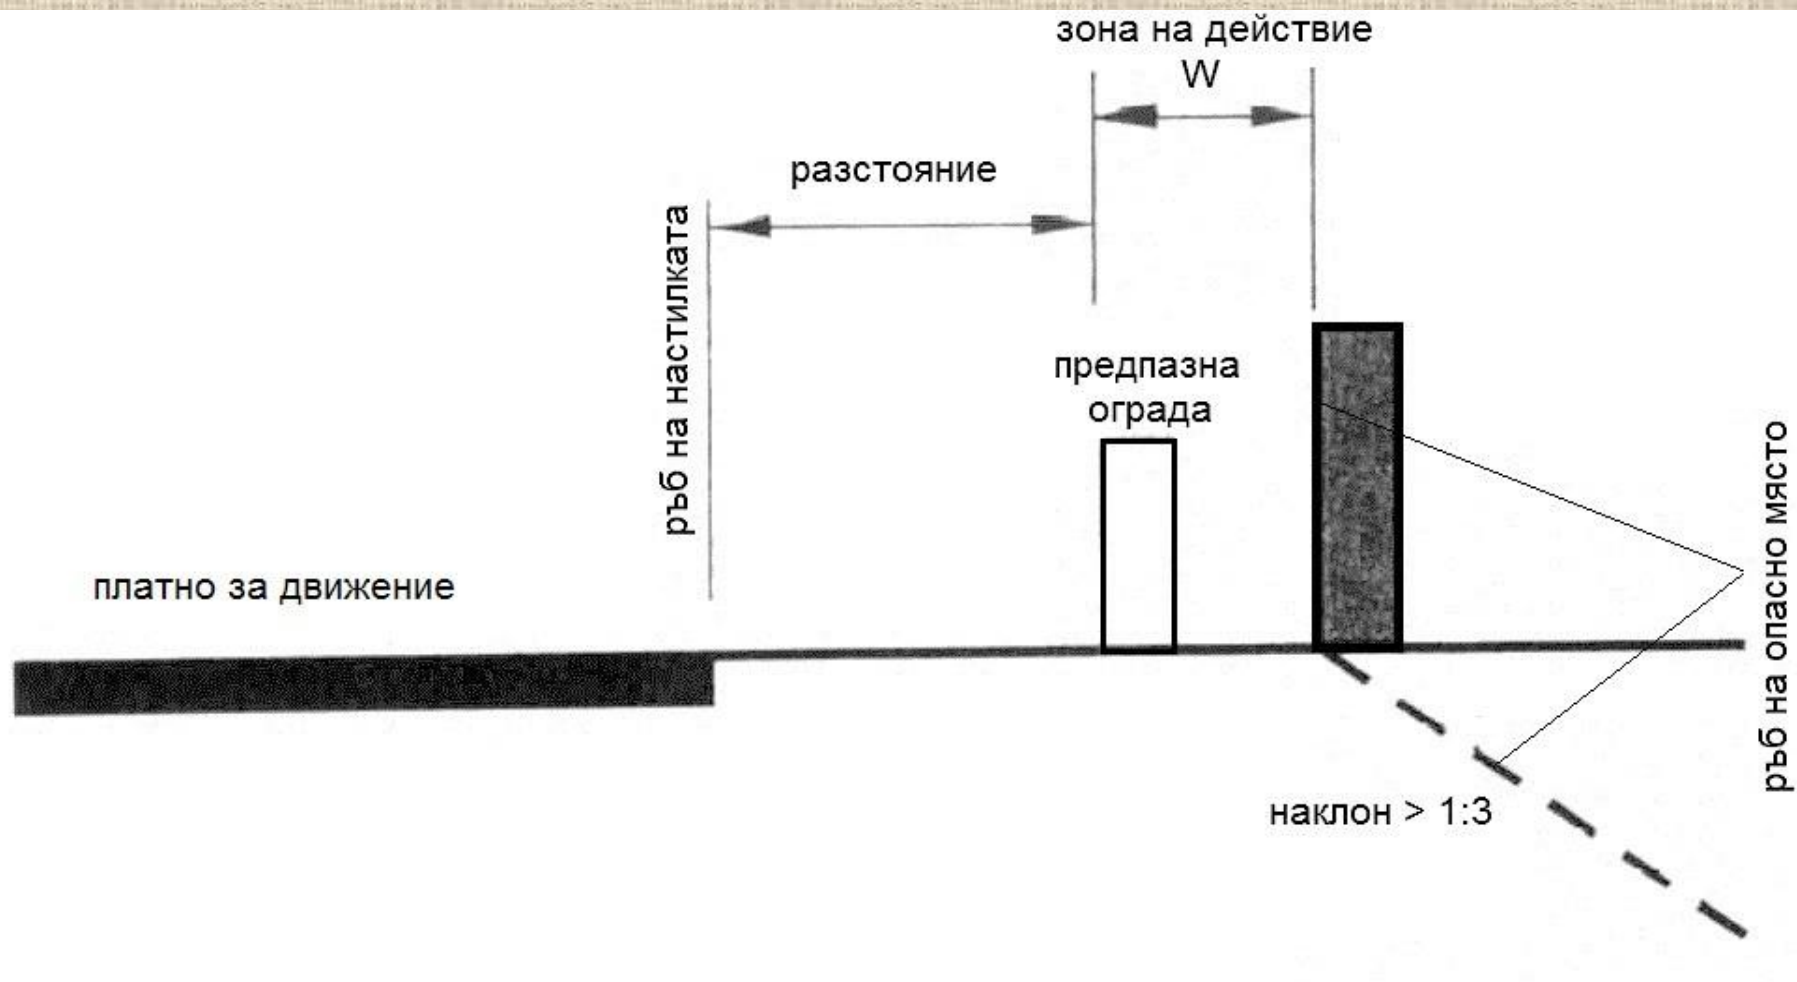 зона на действие
W
разстояние
ръб на настилката
предпазна
ограда
платно за движение
ръб на опасно място
наклон > 1:3